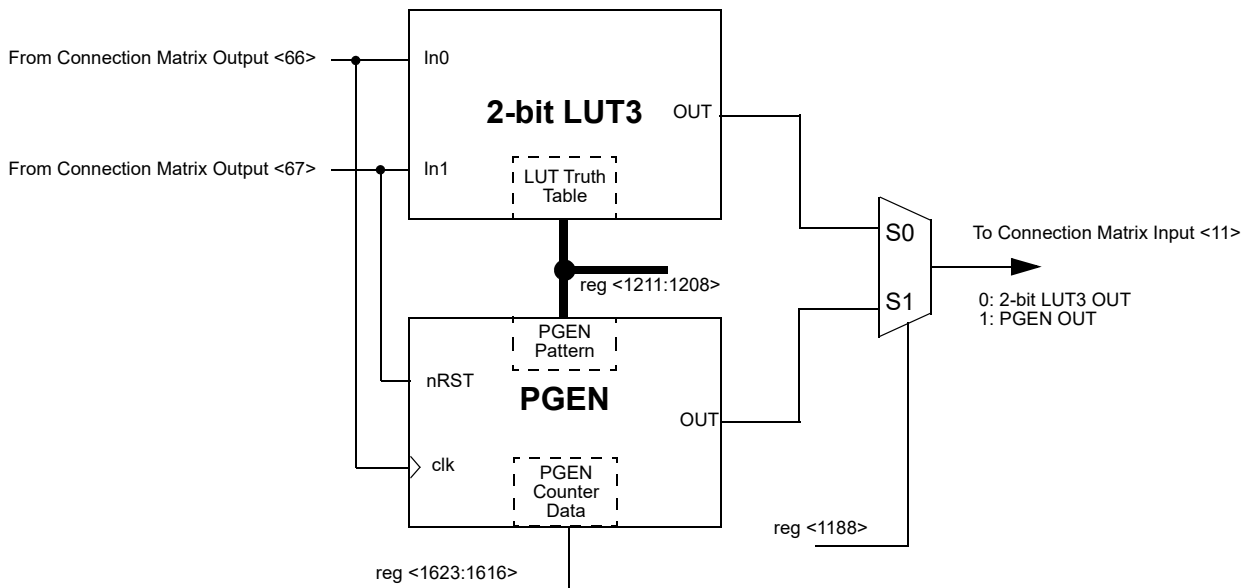 From Connection Matrix Output <66>
In0
2-bit LUT3
OUT
From Connection Matrix Output <67>
In1
LUT Truth
Table
S0
To Connection Matrix Input <11>
reg <1211:1208>
S1
0: 2-bit LUT3 OUT
1: PGEN OUT
PGEN
Pattern
nRST
PGEN
OUT
clk
PGEN
Counter
Data
reg <1188>
reg <1623:1616>